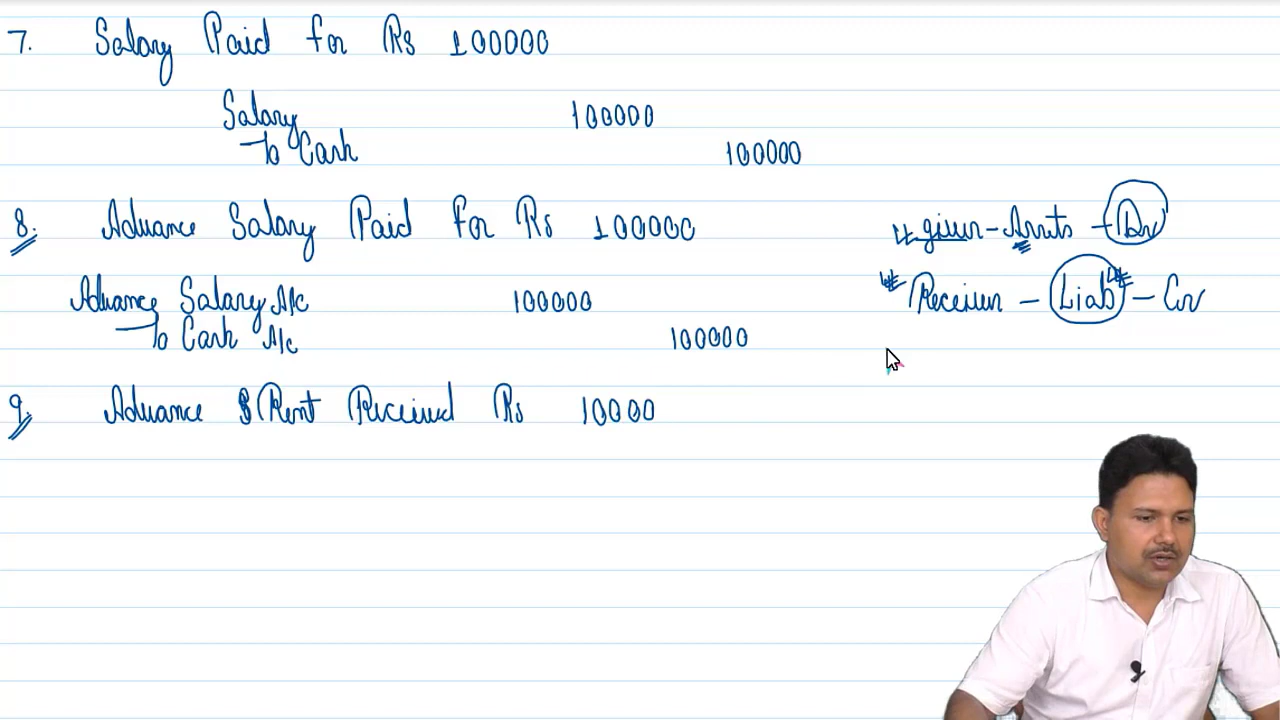 7. Salary Paid for Rs 100000
Salary 100000
To Cash 100000
8. Advance Salary Paid For Rs 100000
given - Assets - Dr
Advance Salary A/c 100000
Receiver - Liab - Cr
To Cash A/c 100000
9. Advance Rent Received Rs 10000